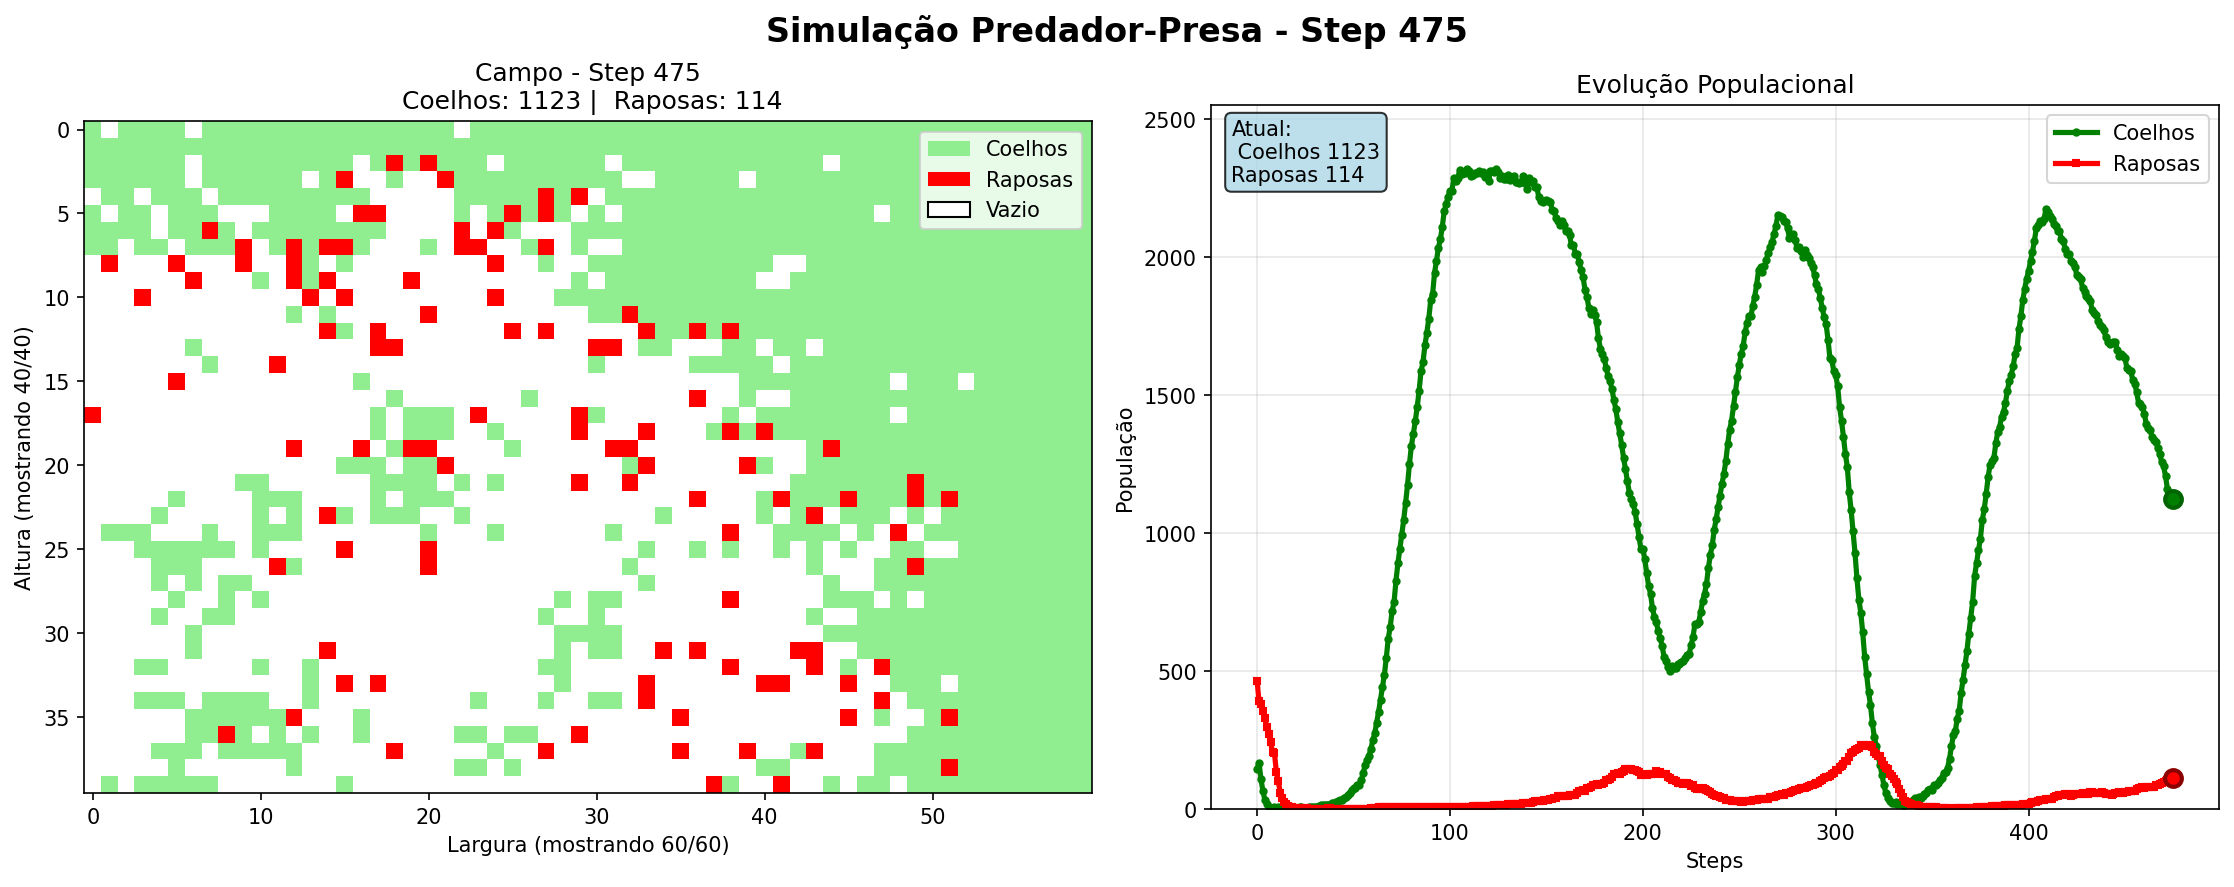 Simulação Predador-Presa - Step 475
Campo - Step 475
Coelhos: 1123 |  Raposas: 114
Coelhos
Raposas
Vazio
0
5
10
15
20
25
30
35
Altura (mostrando 40/40)
0
10
20
30
40
50
Largura (mostrando 60/60)
Evolução Populacional
Atual:
Coelhos 1123
Raposas 114
Coelhos
Raposas
2500
2000
1500
1000
500
0
População
0
100
200
300
400
Steps